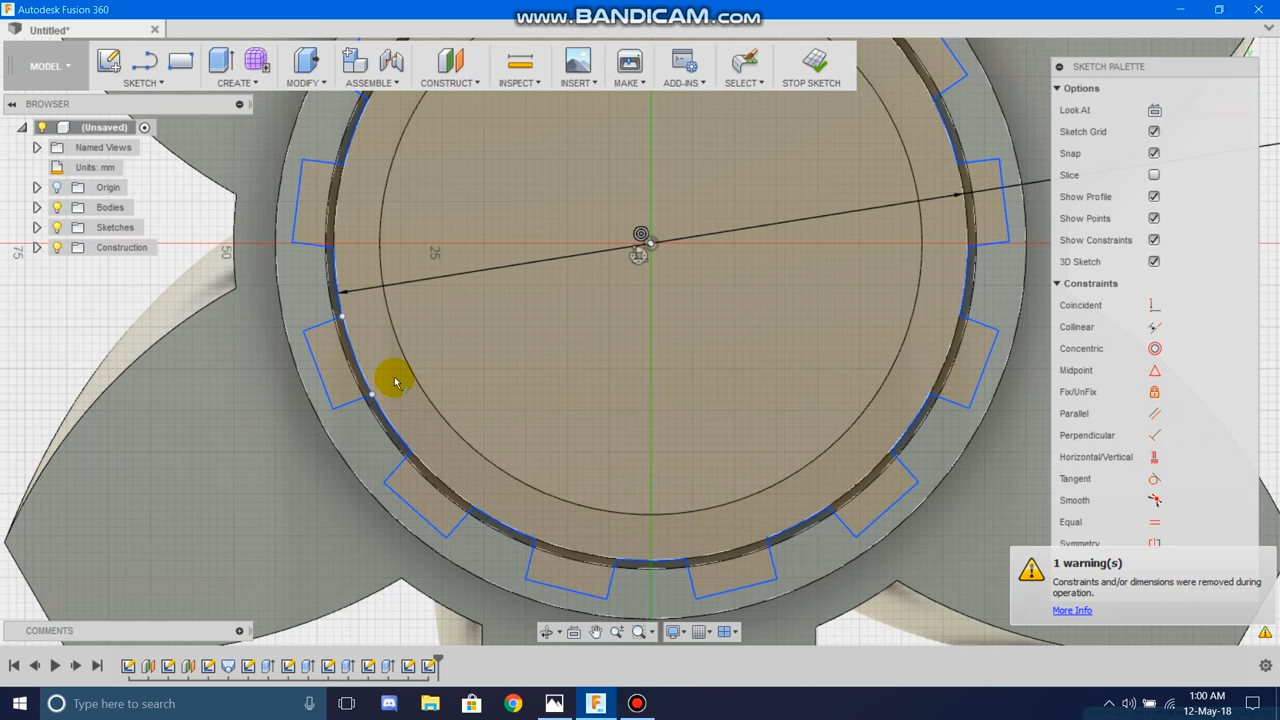 Autodesk Fusion 360
www.BANDICAM.com
Untitled*
MODEL
SKETCH
CREATE
MODIFY
ASSEMBLE
CONSTRUCT
INSPECT
INSERT
MAKE
ADD-INS
SELECT
STOP SKETCH
BROWSER
(Unsaved)
Named Views
Units: mm
Origin
Bodies
Sketches
Construction
75
50
25
SKETCH PALETTE
Options
Look At
Sketch Grid
Snap
Slice
Show Profile
Show Points
Show Constraints
3D Sketch
Constraints
Coincident
Collinear
Concentric
Midpoint
Fix/UnFix
Parallel
Perpendicular
Horizontal/Vertical
Tangent
Smooth
Equal
Symmetry
1 warning(s)
Constraints and/or dimensions were removed during
operation.
More Info
COMMENTS
Type here to search
1:00 AM
12-May-18